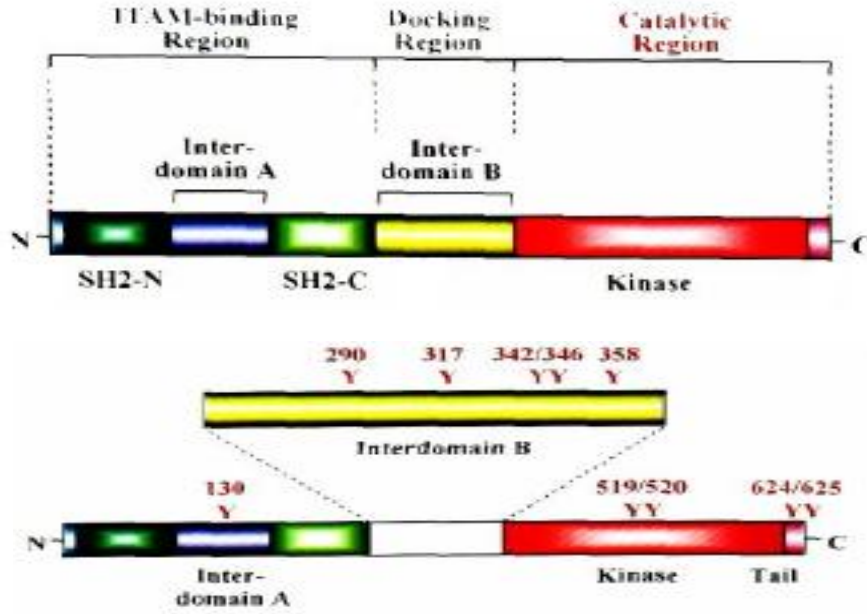 ITAM-binding Docking Catalytic
Region Region Region
Inter-
domain A
Inter-
domain B
N C
SH2-N SH2-C Kinase
290 317 342/346 358
Y Y YY Y
Interdomain B
130 519/520 624/625
Y YY YY
N C
Inter-
domain A
Kinase Tail